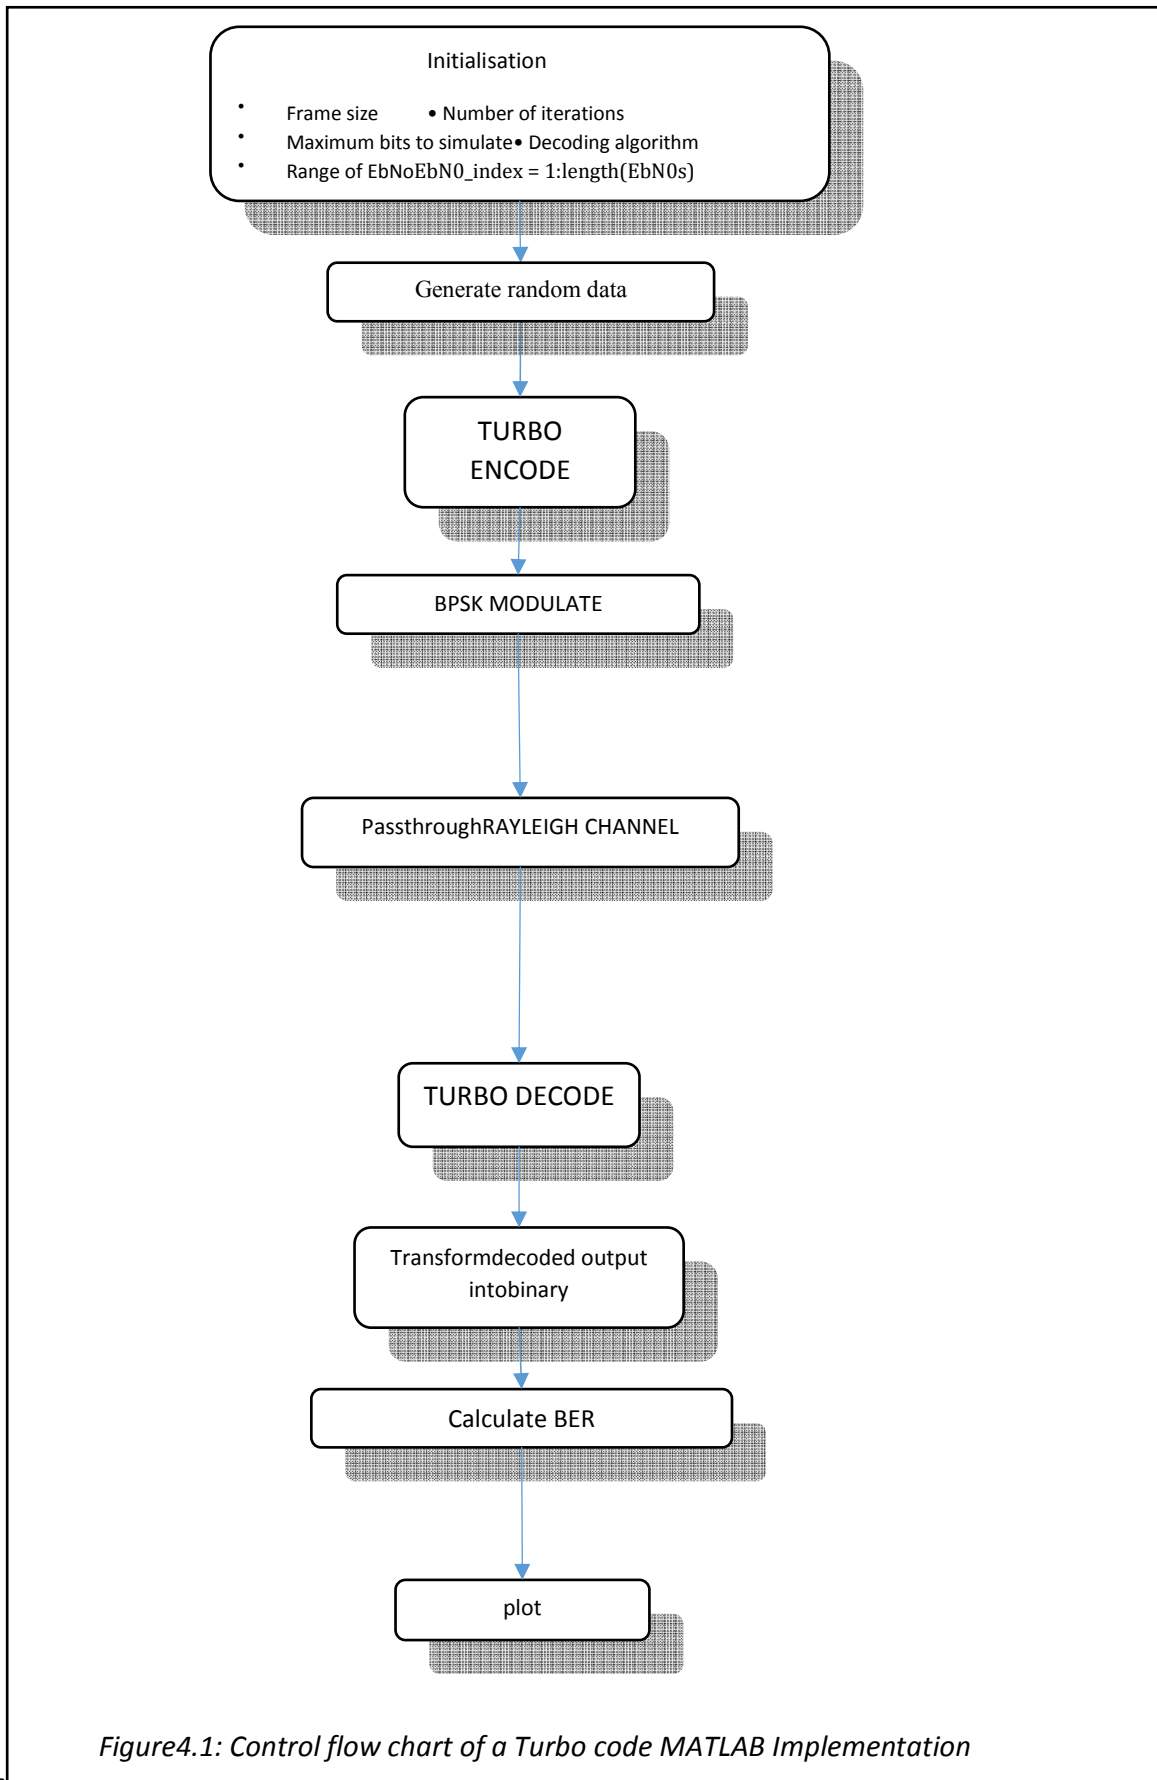 Initialisation
• Frame size • Number of iterations
• Maximum bits to simulate• Decoding algorithm
• Range of EbNoEbN0_index = 1:length(EbN0s)
Generate random data
TURBO
ENCODE
BPSK MODULATE
PassthroughRAYLEIGH CHANNEL
TURBO DECODE
Transformdecoded output
intobinary
Calculate BER
plot
Figure4.1: Control flow chart of a Turbo code MATLAB Implementation